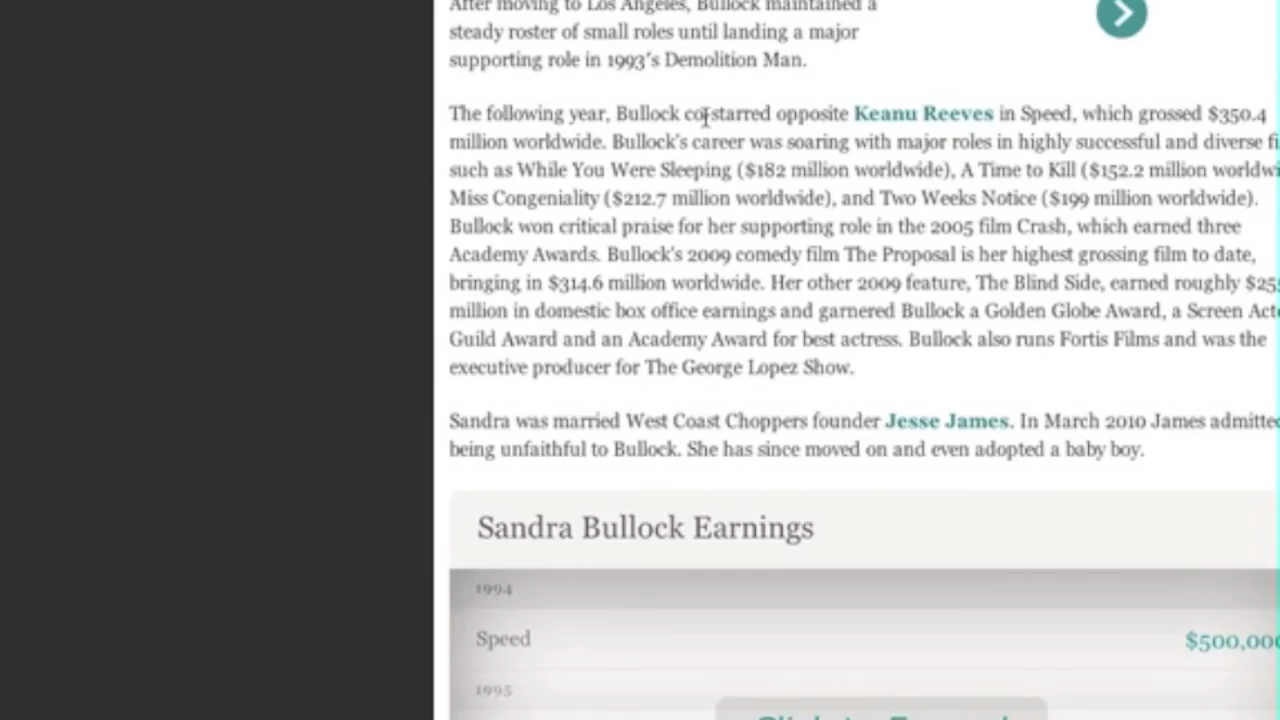 After moving to Los Angeles, Bullock maintained a
steady roster of small roles until landing a major
supporting role in 1993's Demolition Man.
The following year, Bullock co-starred opposite Keanu Reeves in Speed, which grossed $350.4
million worldwide. Bullock's career was soaring with major roles in highly successful and diverse
such as While You Were Sleeping ($182 million worldwide), A Time to Kill ($152.2 million
Miss Congeniality ($212.7 million worldwide), and Two Weeks Notice ($199 million worldwide).
Bullock won critical praise for her supporting role in the 2005 film Crash, which earned three
Academy Awards. Bullock's 2009 comedy film The Proposal is her highest grossing film to date,
bringing in $314.6 million worldwide. Her other 2009 feature, The Blind Side, earned roughly
million in domestic box office earnings and garnered Bullock a Golden Globe Award, a Screen
Guild Award and an Academy Award for best actress. Bullock also runs Fortis Films and was the
executive producer for The George Lopez Show.
Sandra was married West Coast Choppers founder Jesse James. In March 2010 James admitted
being unfaithful to Bullock. She has since moved on and even adopted a baby boy.
Sandra Bullock Earnings
1994
Speed $500,000
1995